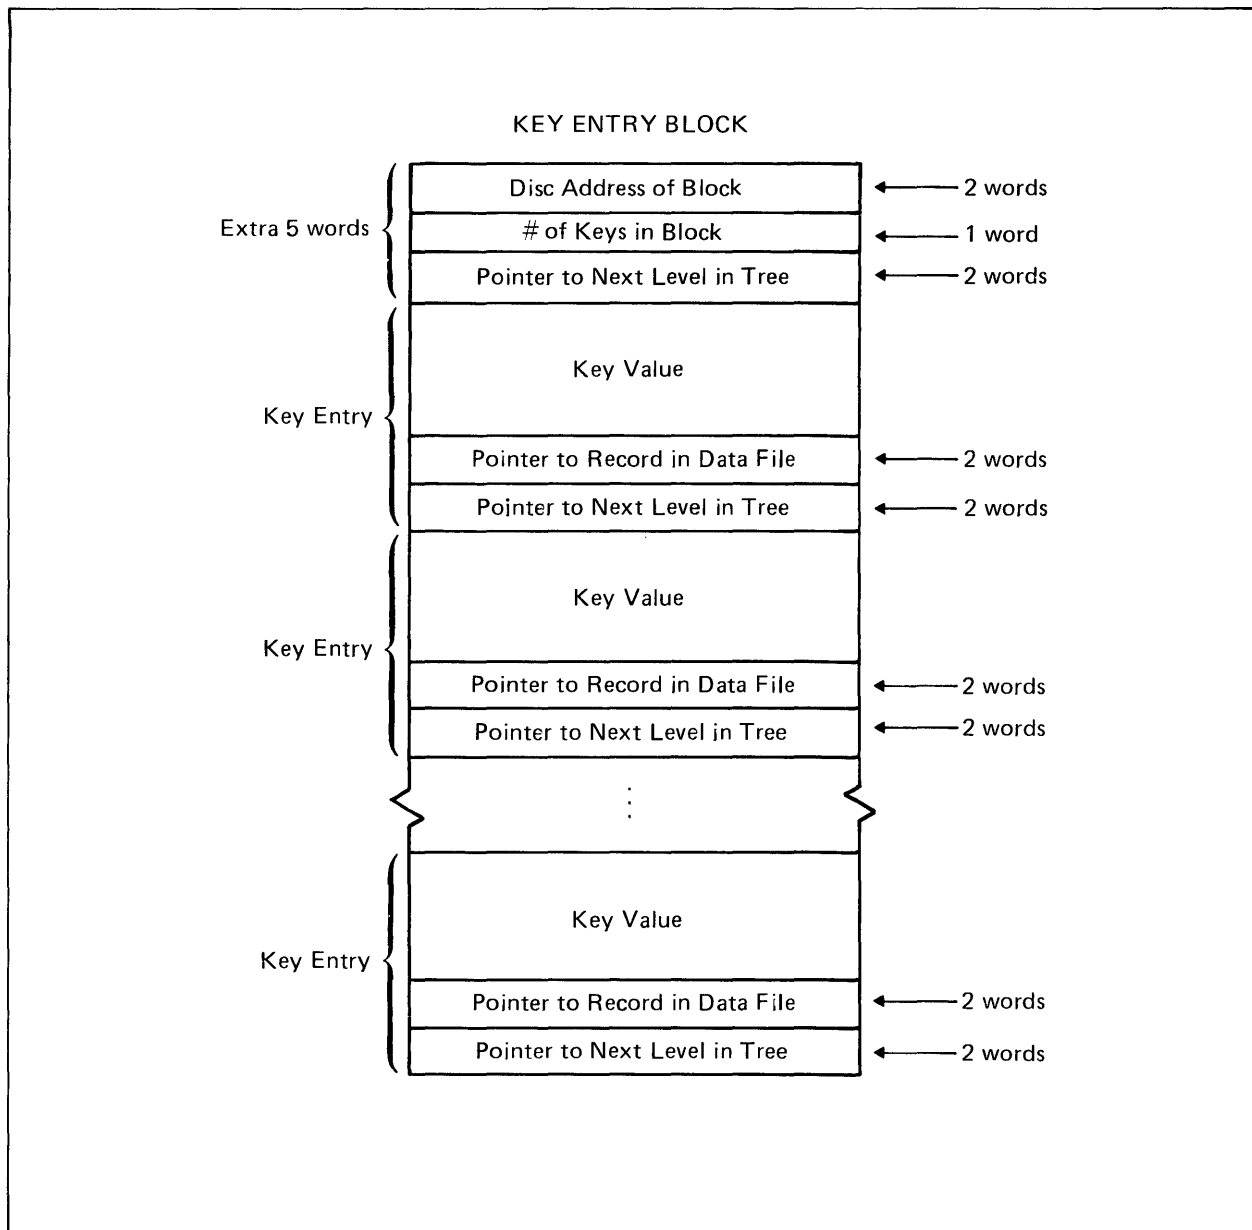 KEY ENTRY BLOCK
Disc Address of Block
2 words
Extra 5 words
# of Keys in Block
1 word
Pointer to Next Level in Tree
2 words
Key Value
Key Entry
Pointer to Record in Data File
2 words
Pointer to Next Level in Tree
2 words
Key Value
Key Entry
Pointer to Record in Data File
2 words
Pointer to Next Level in Tree
2 words
Key Value
Key Entry
Pointer to Record in Data File
2 words
Pointer to Next Level in Tree
2 words